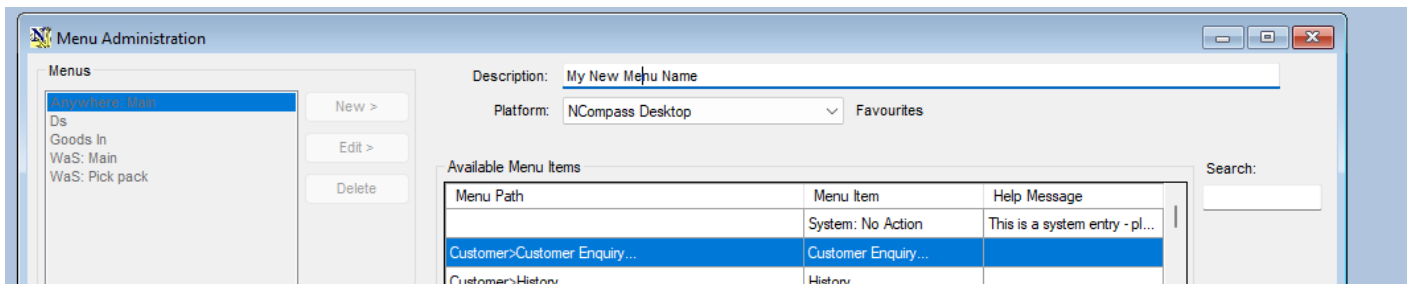 Menu Administration
Menus
Anywhere: Main
Ds
Goods In
WaS: Main
WaS: Pick pack
New >
Edit >
Delete
Description: My New Menu Name
Platform: NCompass Desktop Favourites
Available Menu Items
Search:
Menu Path Menu Item Help Message
System: No Action This is a system entry - pl...
Customer>Customer Enquiry... Customer Enquiry...
Customer>History History